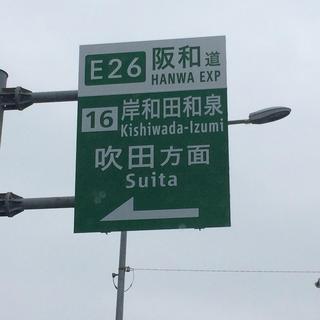 E26 阪和道
HANWA EXP
16 岸和田和泉
Kishiwada-Izumi
吹田方面
Suita